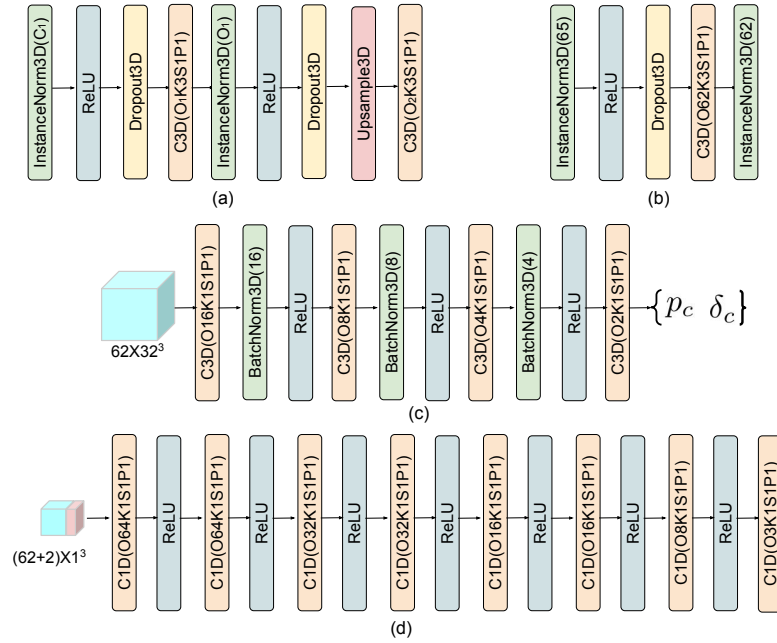 InstanceNorm3D(C₁)
ReLU
Dropout3D
C3D(O₁K3S1P1)
InstanceNorm3D(O₁)
ReLU
Dropout3D
Upsample3D
C3D(O₂K3S1P1)
(a)
InstanceNorm3D(65)
ReLU
Dropout3D
C3D(O62K3S1P1)
InstanceNorm3D(62)
(b)
62X32³
C3D(O16K1S1P1)
BatchNorm3D(16)
ReLU
C3D(O8K1S1P1)
BatchNorm3D(8)
ReLU
C3D(O4K1S1P1)
BatchNorm3D(4)
ReLU
C3D(O2K1S1P1)
{p_c δ_c}
(c)
(62+2)X1³
C1D(O64K1S1P1)
ReLU
C1D(O64K1S1P1)
ReLU
C1D(O32K1S1P1)
ReLU
C1D(O32K1S1P1)
ReLU
C1D(O16K1S1P1)
ReLU
C1D(O16K1S1P1)
ReLU
C1D(O8K1S1P1)
ReLU
C1D(O3K1S1P1)
(d)